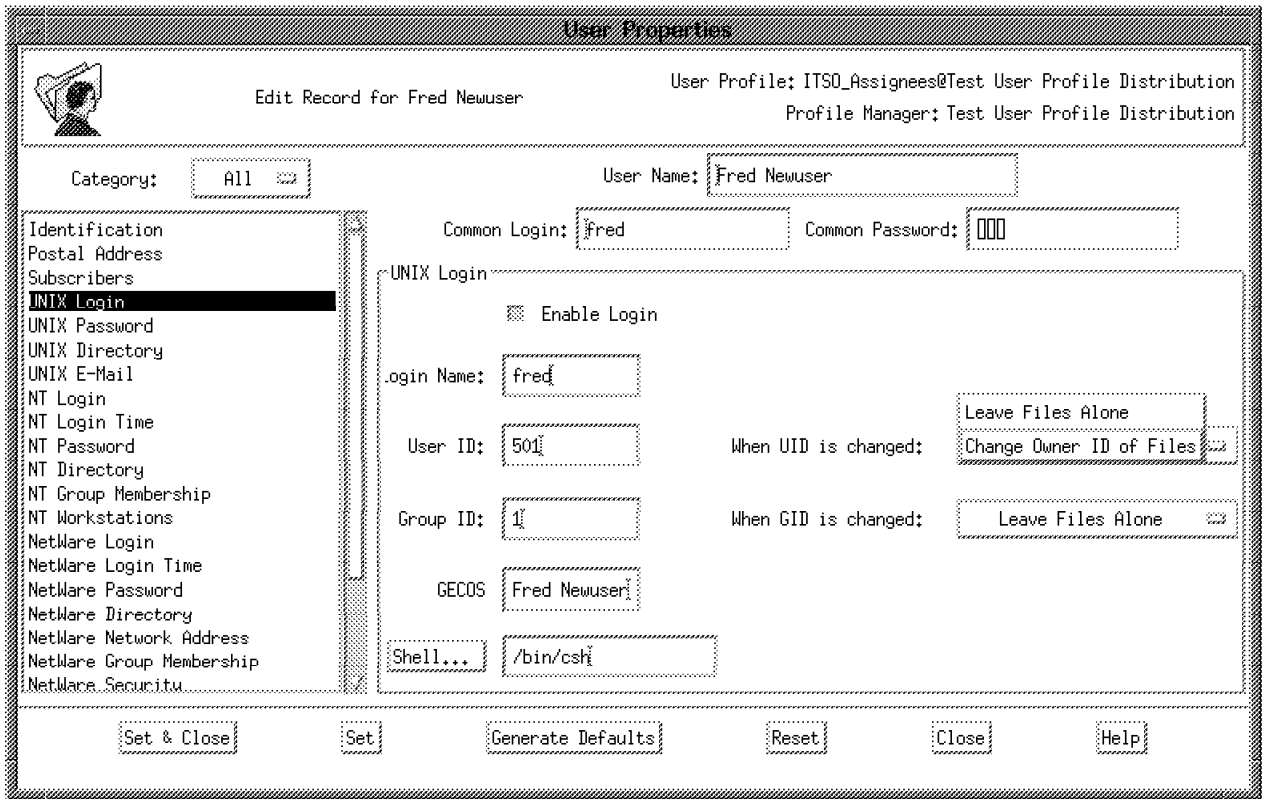 User Properties
Edit Record for Fred Newuser
User Profile: ITSO_Assignees@Test User Profile Distribution
Profile Manager: Test User Profile Distribution
Category: All
User Name: Fred Newuser
Common Login: fred
Common Password:
Identification
Postal Address
Subscribers
UNIX Login
UNIX Password
UNIX Directory
UNIX E-Mail
NT Login
NT Login Time
NT Password
NT Directory
NT Group Membership
NT Workstations
NetWare Login
NetWare Login Time
NetWare Password
NetWare Directory
NetWare Network Address
NetWare Group Membership
NetWare Security
UNIX Login
Enable Login
Login Name: fred
User ID: 501
When UID is changed:
Leave Files Alone
Change Owner ID of Files
Group ID: 1
When GID is changed: Leave Files Alone
GECOS Fred Newuser
Shell... /bin/csh
Set & Close Set Generate Defaults Reset Close Help